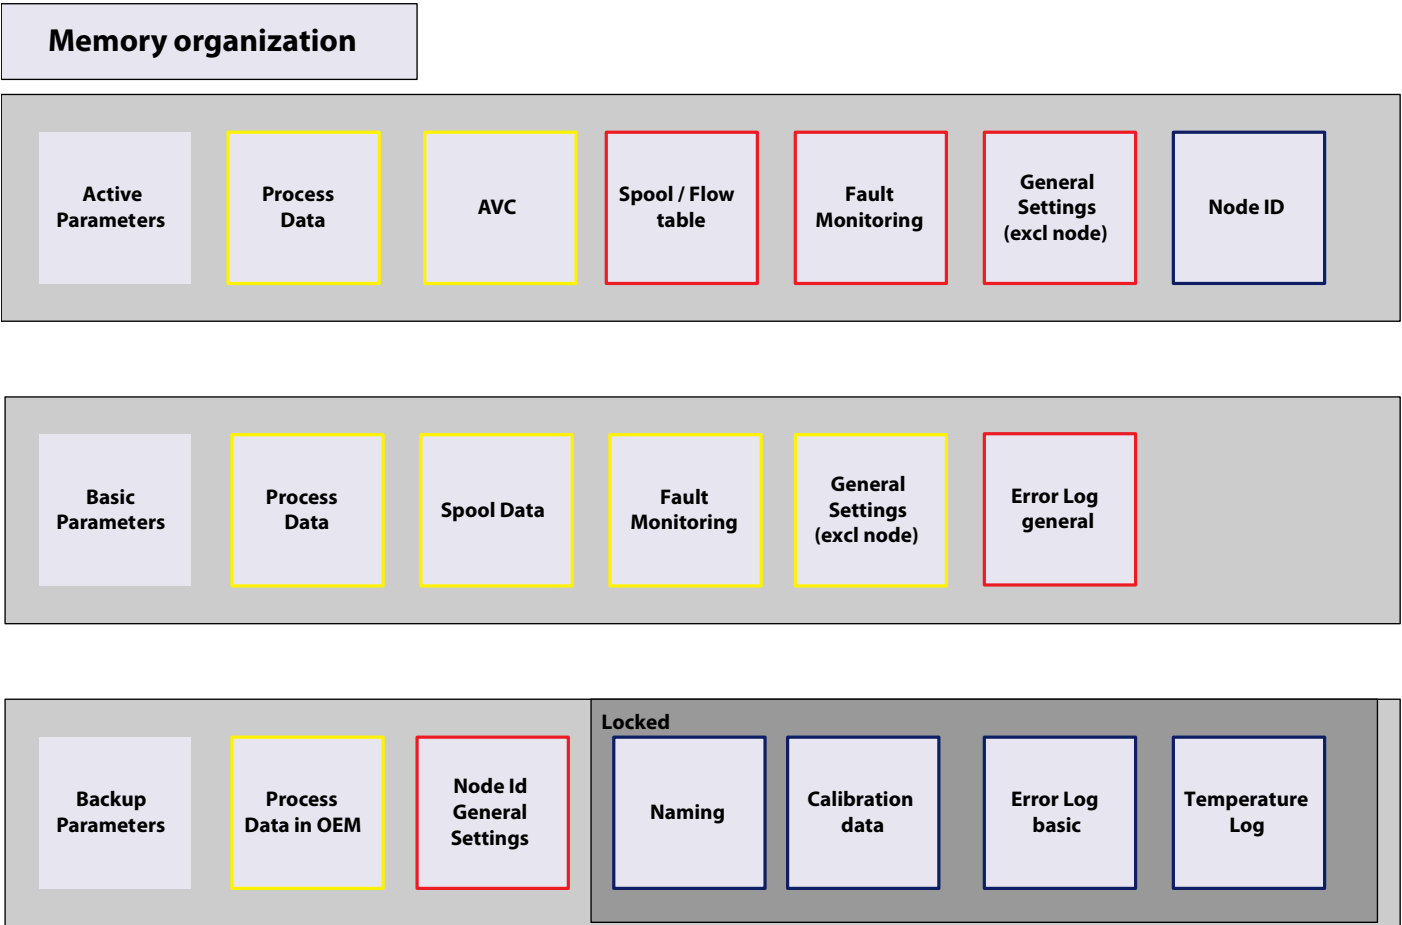 Memory organization
Active
Parameters
Process
Data
AVC
Spool / Flow
table
Fault
Monitoring
General
Settings
(excl node)
Node ID
Basic
Parameters
Process
Data
Spool Data
Fault
Monitoring
General
Settings
(excl node)
Error Log
general
Backup
Parameters
Process
Data in OEM
Node Id
General
Settings
Locked
Naming
Calibration
data
Error Log
basic
Temperature
Log